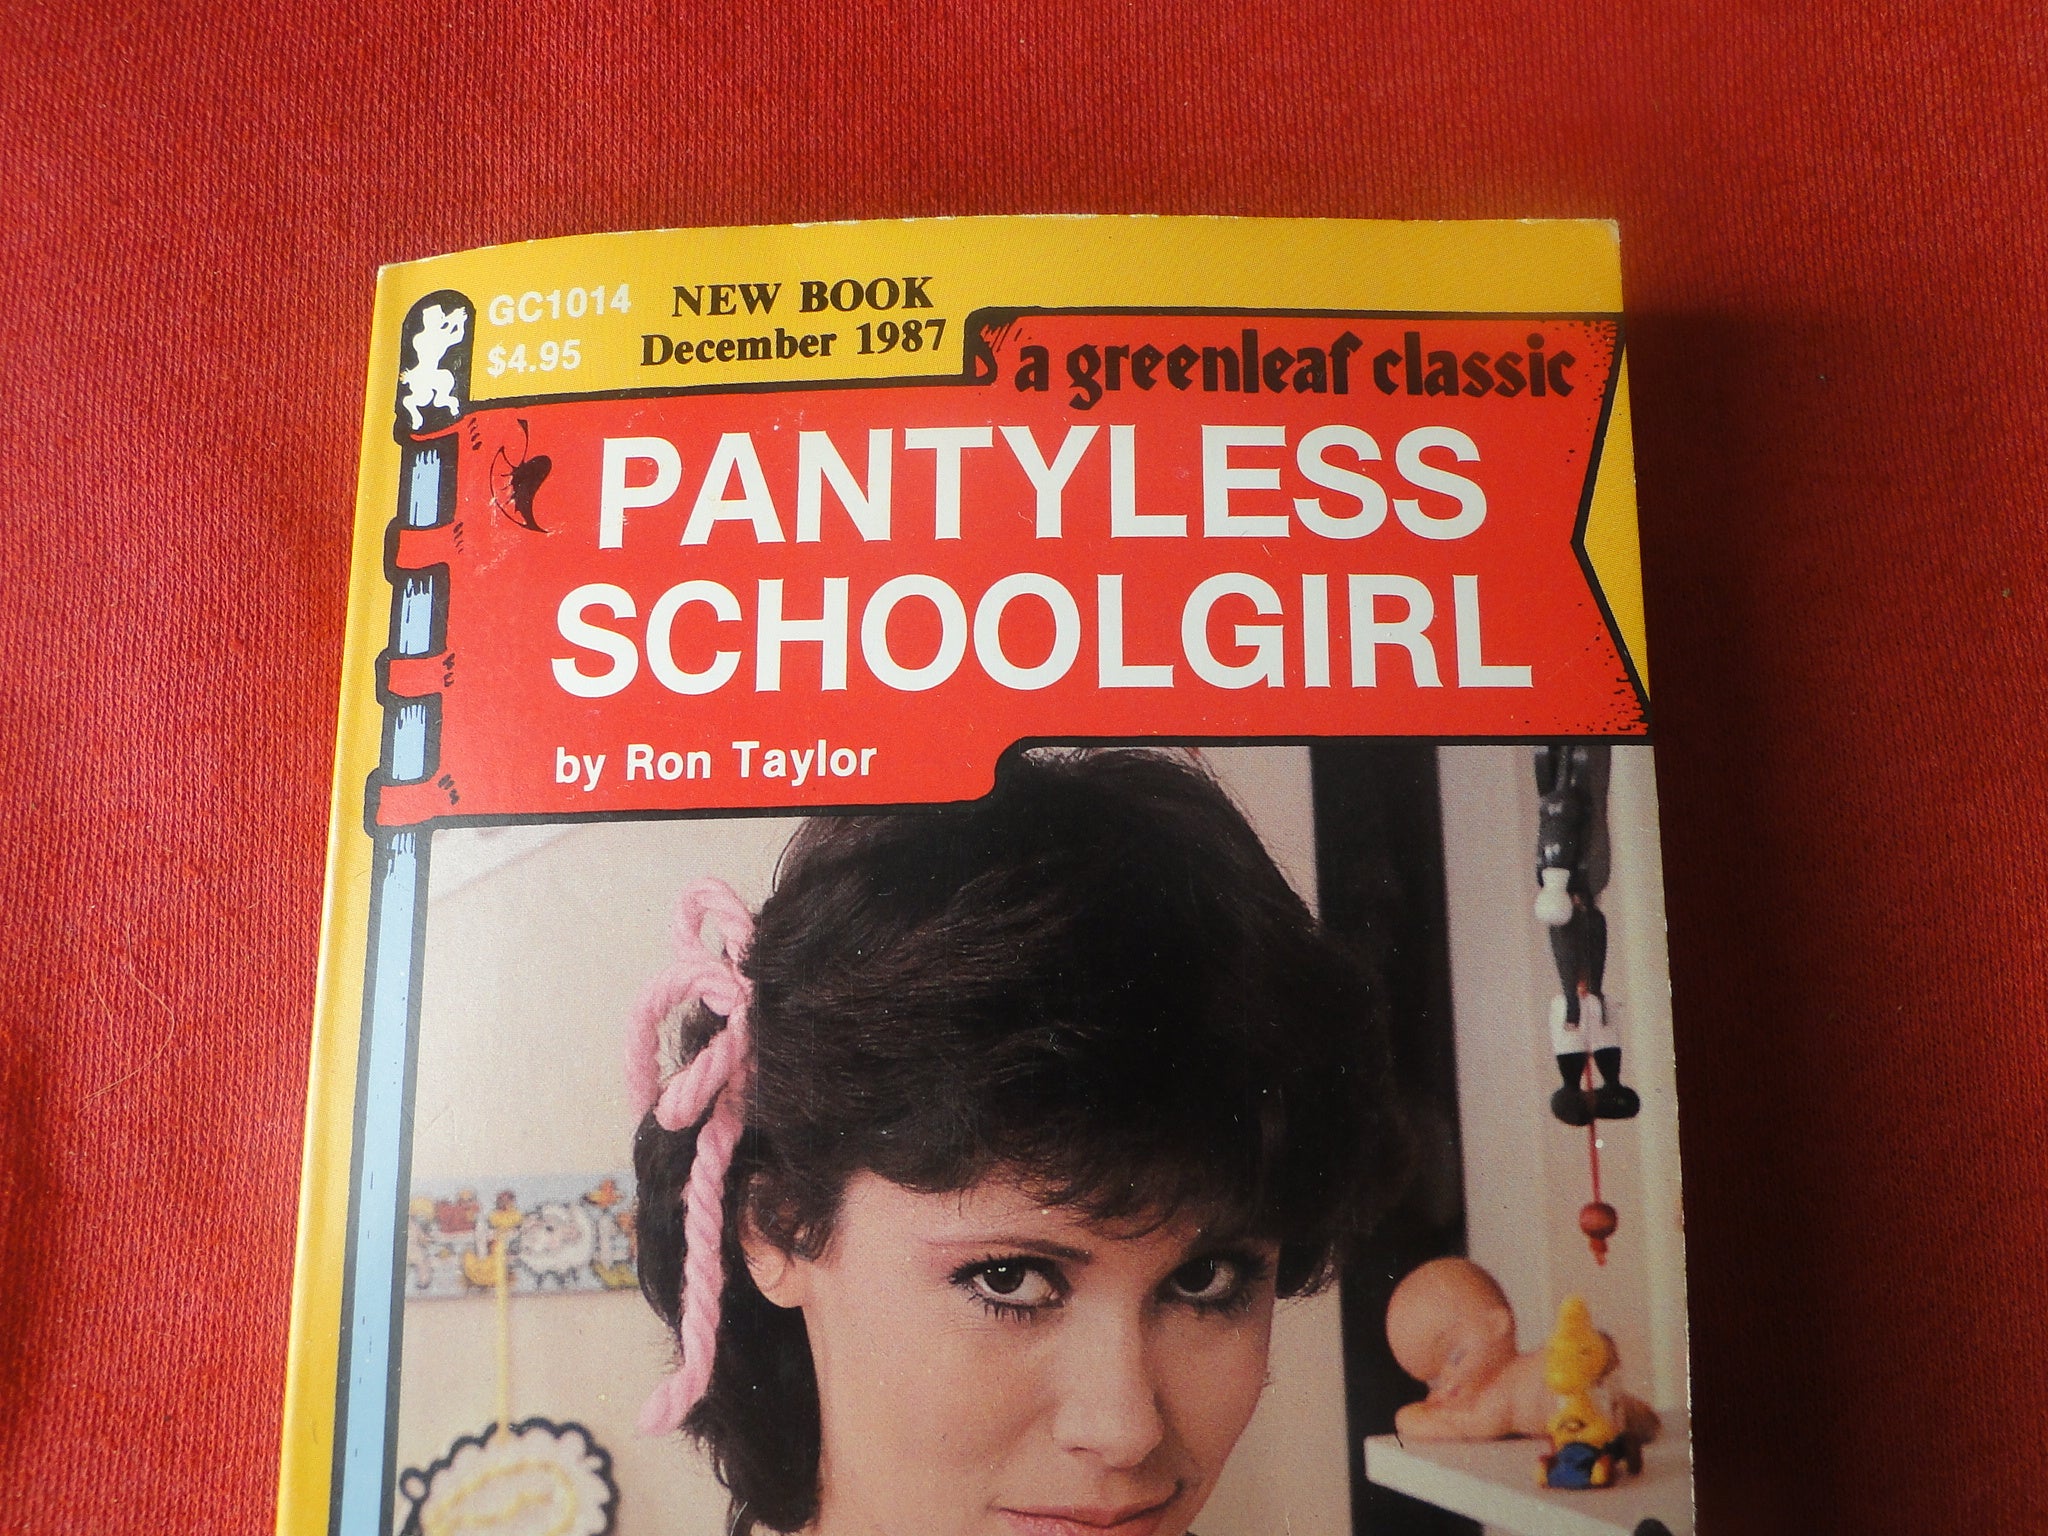 GC1014 NEW BOOK
$4.95 December 1987
a greenleaf classic
PANTYLESS
SCHOOLGIRL
by Ron Taylor